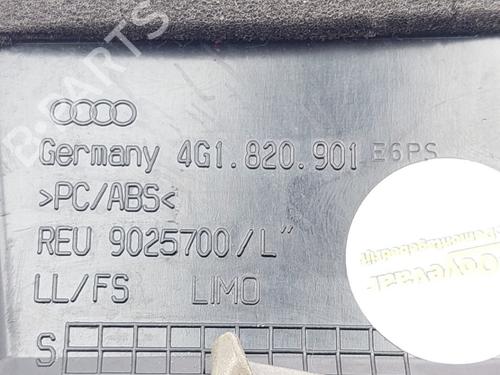 B-PARTS
Germany 4G1.820.901 E6PS
>PC/ABS<
REU 9025700/L"
LL/FS LIMO
S